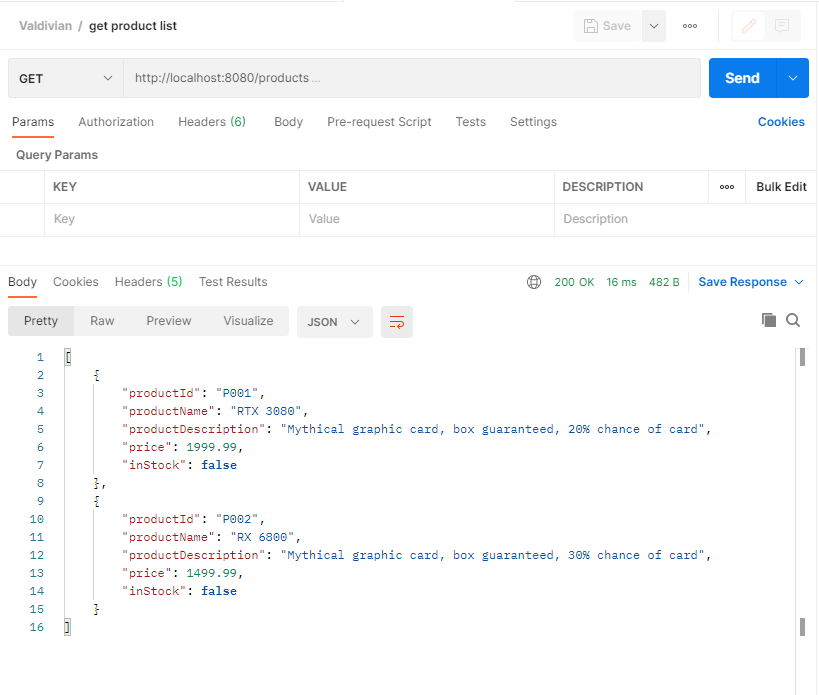 Valdivian / get product list
Save
GET http://localhost:8080/products ...
Send
Params Authorization Headers (6) Body Pre-request Script Tests Settings Cookies
Query Params
KEY VALUE DESCRIPTION ooo Bulk Edit
Key Value Description
Body Cookies Headers (5) Test Results 200 OK 16 ms 482 B Save Response
Pretty Raw Preview Visualize JSON
1 [
2 {
3 "productId": "P001",
4 "productName": "RTX 3080",
5 "productDescription": "Mythical graphic card, box guaranteed, 20% chance of card",
6 "price": 1999.99,
7 "inStock": false
8 },
9 {
10 "productId": "P002",
11 "productName": "RX 6800",
12 "productDescription": "Mythical graphic card, box guaranteed, 30% chance of card",
13 "price": 1499.99,
14 "inStock": false
15 }
16 ]